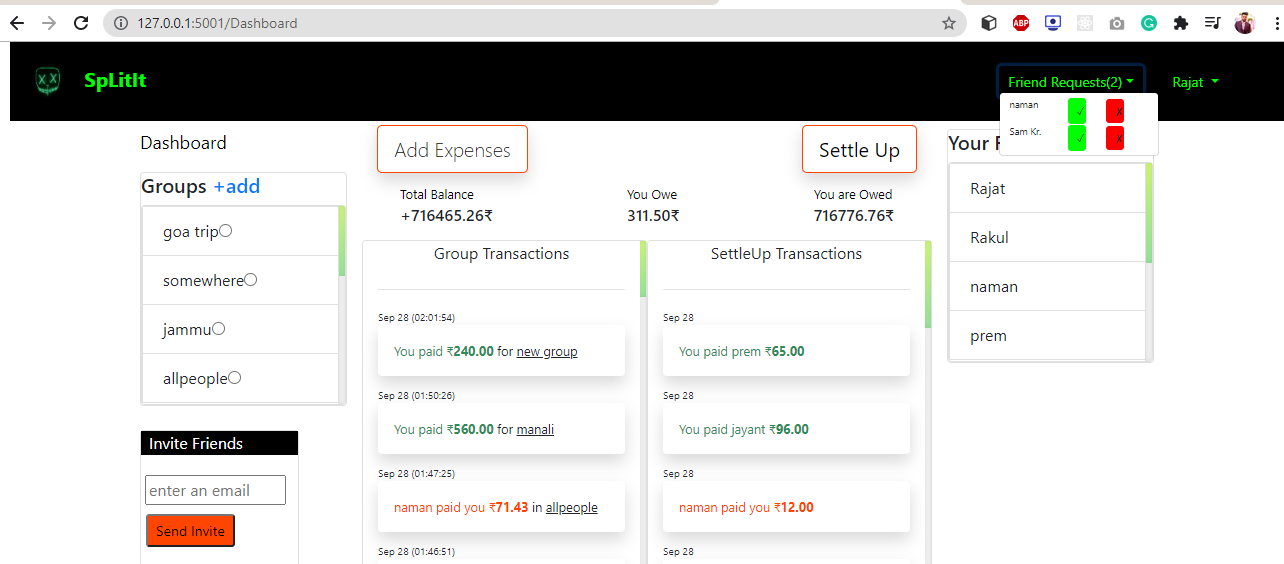 127.0.0.1:5001/Dashboard
ABP
SpLitIt
Friend Requests(2)
Rajat
naman ✓ ✗
Sam Kr. ✓ ✗
Dashboard
Groups +add
goa trip
somewhere
jammu
allpeople
Invite Friends
enter an email
Send Invite
Add Expenses
Settle Up
Total Balance
+716465.26₹
You Owe
311.50₹
You are Owed
716776.76₹
Group Transactions
Sep 28 (02:01:54)
You paid ₹240.00 for new group
Sep 28 (01:50:26)
You paid ₹560.00 for manali
Sep 28 (01:47:25)
naman paid you ₹71.43 in allpeople
Sep 28 (01:46:51)
SettleUp Transactions
Sep 28
You paid prem ₹65.00
Sep 28
You paid jayant ₹96.00
Sep 28
naman paid you ₹12.00
Sep 28
Your
Rajat
Rakul
naman
prem